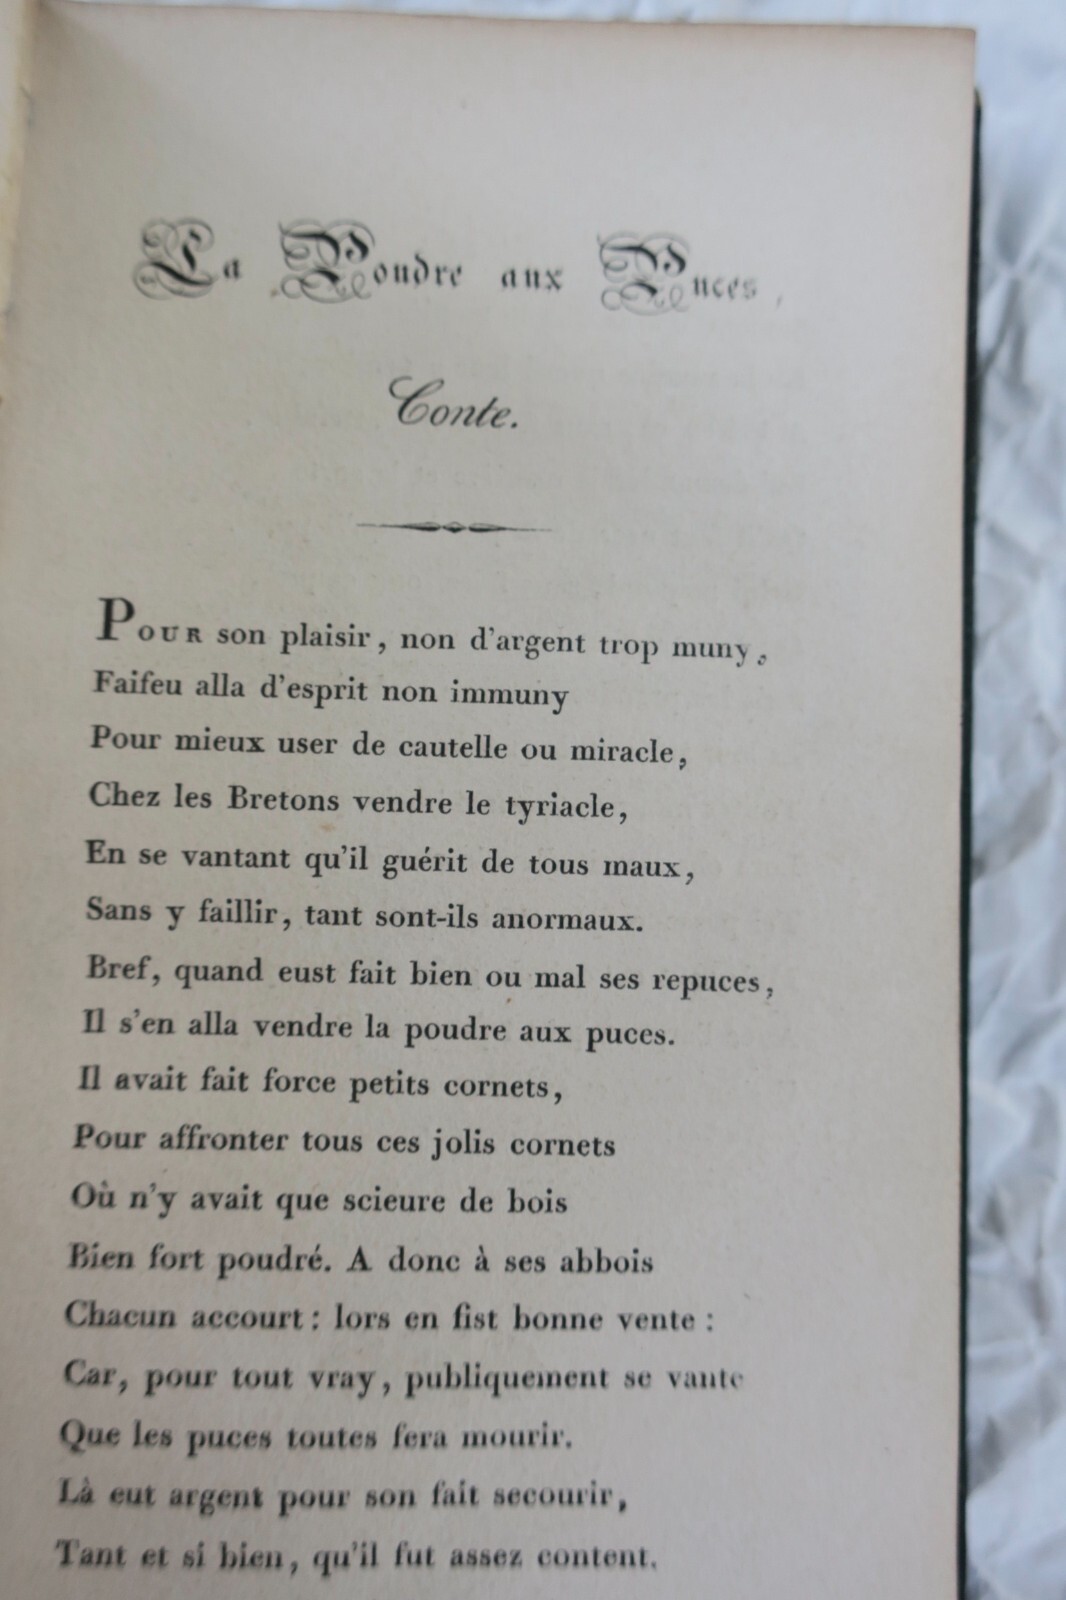 La Poudre aux Puces,
Conte.
Pour son plaisir, non d'argent trop muny,
Faifeu alla d'esprit non immuny
Pour mieux user de cautelle ou miracle,
Chez les Bretons vendre le tyriacle,
En se vantant qu'il guérit de tous maux,
Sans y faillir, tant sont-ils anormaux.
Bref, quand eust fait bien ou mal ses repuces,
Il s'en alla vendre la poudre aux puces.
Il avait fait force petits cornets,
Pour affronter tous ces jolis cornets
Où n'y avait que scieure de bois
Bien fort poudré. A donc à ses abbois
Chacun accourt : lors en fist bonne vente :
Car, pour tout vray, publiquement se vante
Que les puces toutes fera mourir.
Là eut argent pour son fait secourir,
Tant et si bien, qu'il fut assez content.